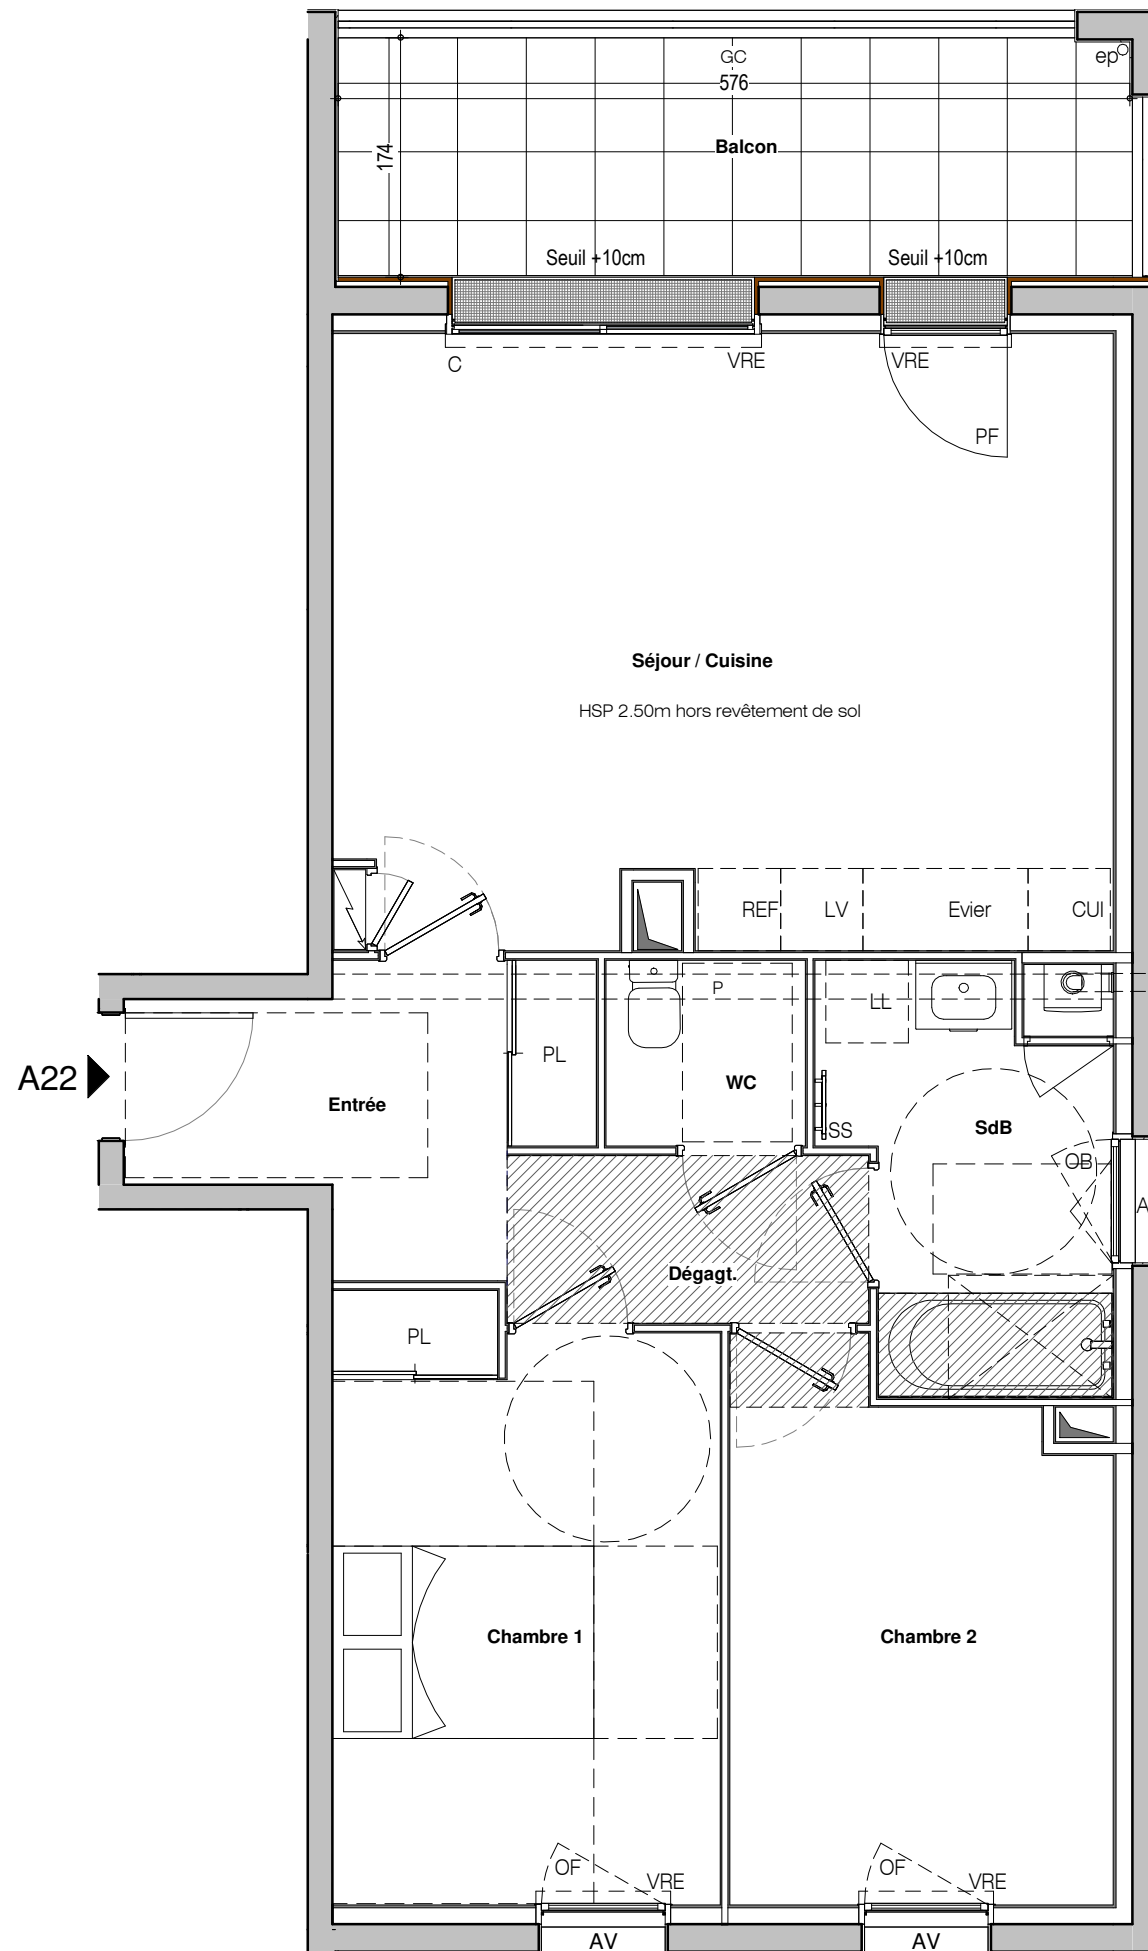 GC
ep
576
174
Balcon
Seuil +10cm
Seuil +10cm
C
VRE
VRE
PF
Séjour / Cuisine
HSP 2.50m hors revêtement de sol
REF
LV
Evier
CUI
P
LL
PL
A22
WC
Entrée
SS
SdB
OB
A
Dégagt.
PL
Chambre 1
Chambre 2
OF
VRE
OF
VRE
AV
AV